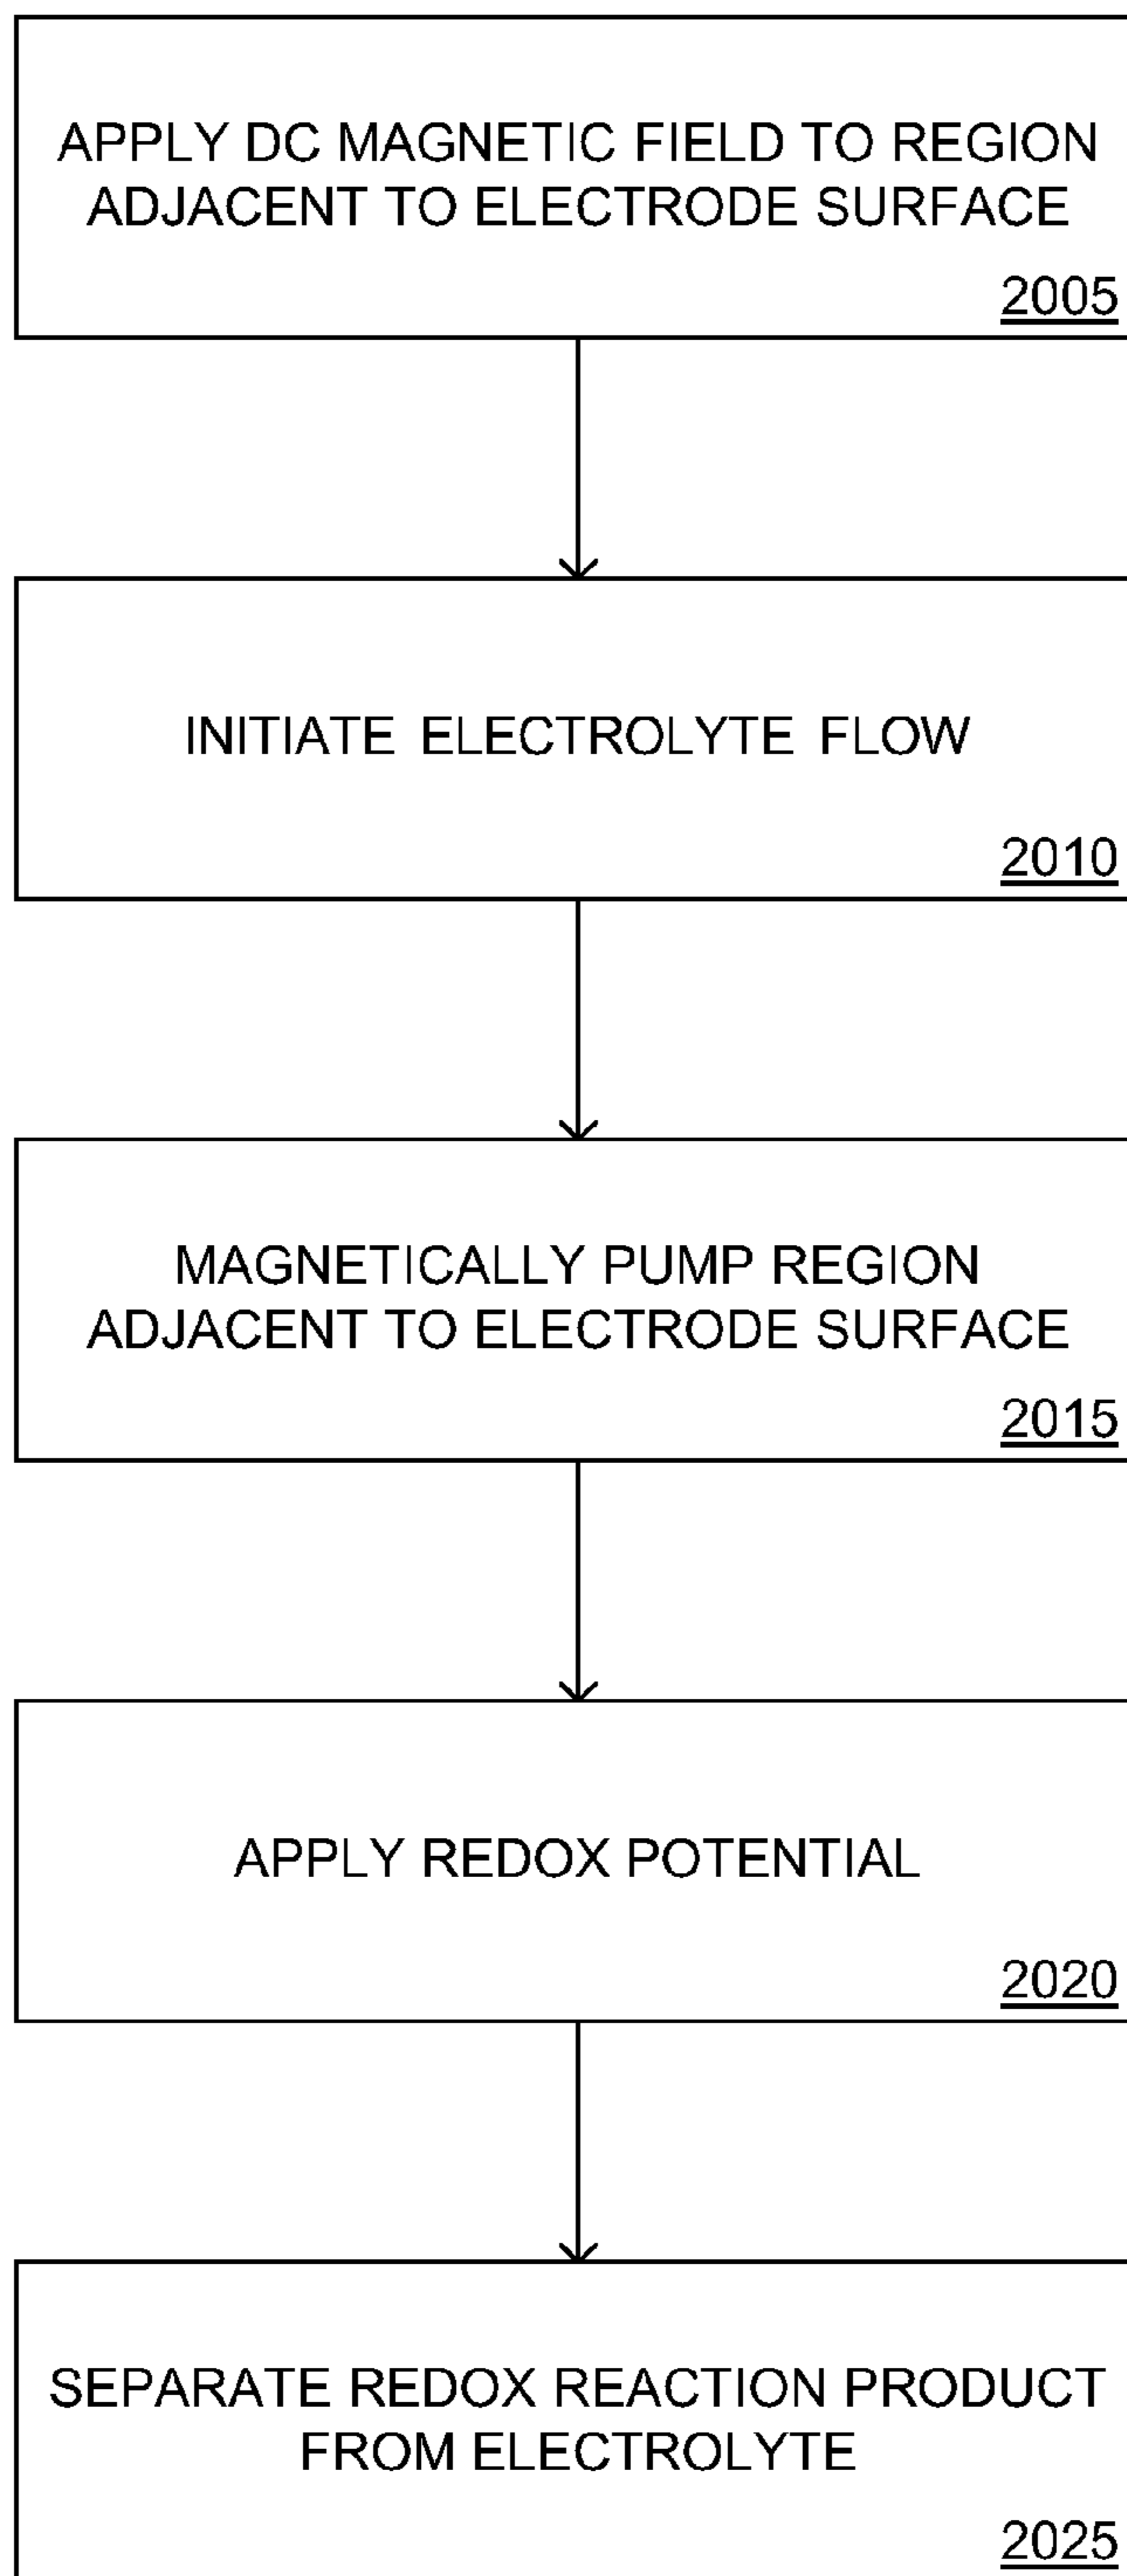 APPLY DC MAGNETIC FIELD TO REGION
ADJACENT TO ELECTRODE SURFACE
2005
INITIATE ELECTROLYTE FLOW
2010
MAGNETICALLY PUMP REGION
ADJACENT TO ELECTRODE SURFACE
2015
APPLY REDOX POTENTIAL
2020
SEPARATE REDOX REACTION PRODUCT
FROM ELECTROLYTE
2025